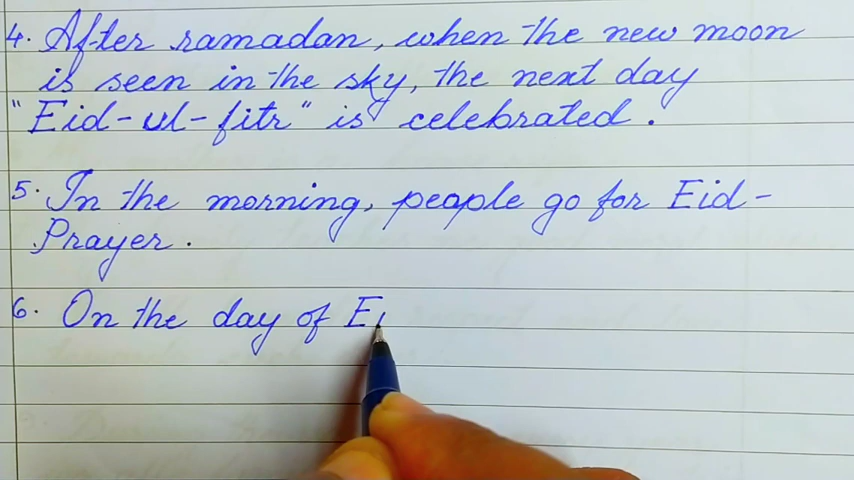 4. After ramadan, when the new moon
is seen in the sky, the next day
"Eid-ul-fitr" is celebrated.
5. In the morning, people go for Eid-
Prayer.
6. On the day of Ei